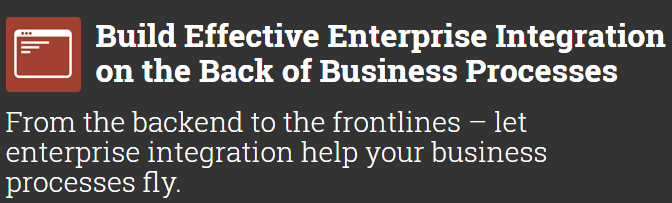 Build Effective Enterprise Integration
on the Back of Business Processes
From the backend to the frontlines – let
enterprise integration help your business
processes fly.